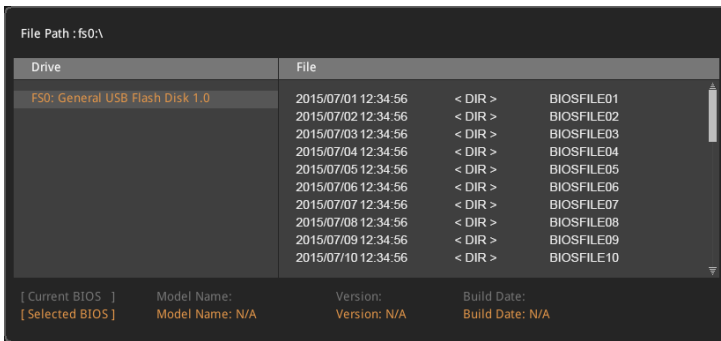 File Path : fs0:\
Drive File
FS0: General USB Flash Disk 1.0
2015/07/01 12:34:56 < DIR > BIOSFILE01
2015/07/02 12:34:56 < DIR > BIOSFILE02
2015/07/03 12:34:56 < DIR > BIOSFILE03
2015/07/04 12:34:56 < DIR > BIOSFILE04
2015/07/05 12:34:56 < DIR > BIOSFILE05
2015/07/06 12:34:56 < DIR > BIOSFILE06
2015/07/07 12:34:56 < DIR > BIOSFILE07
2015/07/08 12:34:56 < DIR > BIOSFILE08
2015/07/09 12:34:56 < DIR > BIOSFILE09
2015/07/10 12:34:56 < DIR > BIOSFILE10
[ Current BIOS ] Model Name: Version: Build Date:
[ Selected BIOS ] Model Name: N/A Version: N/A Build Date: N/A